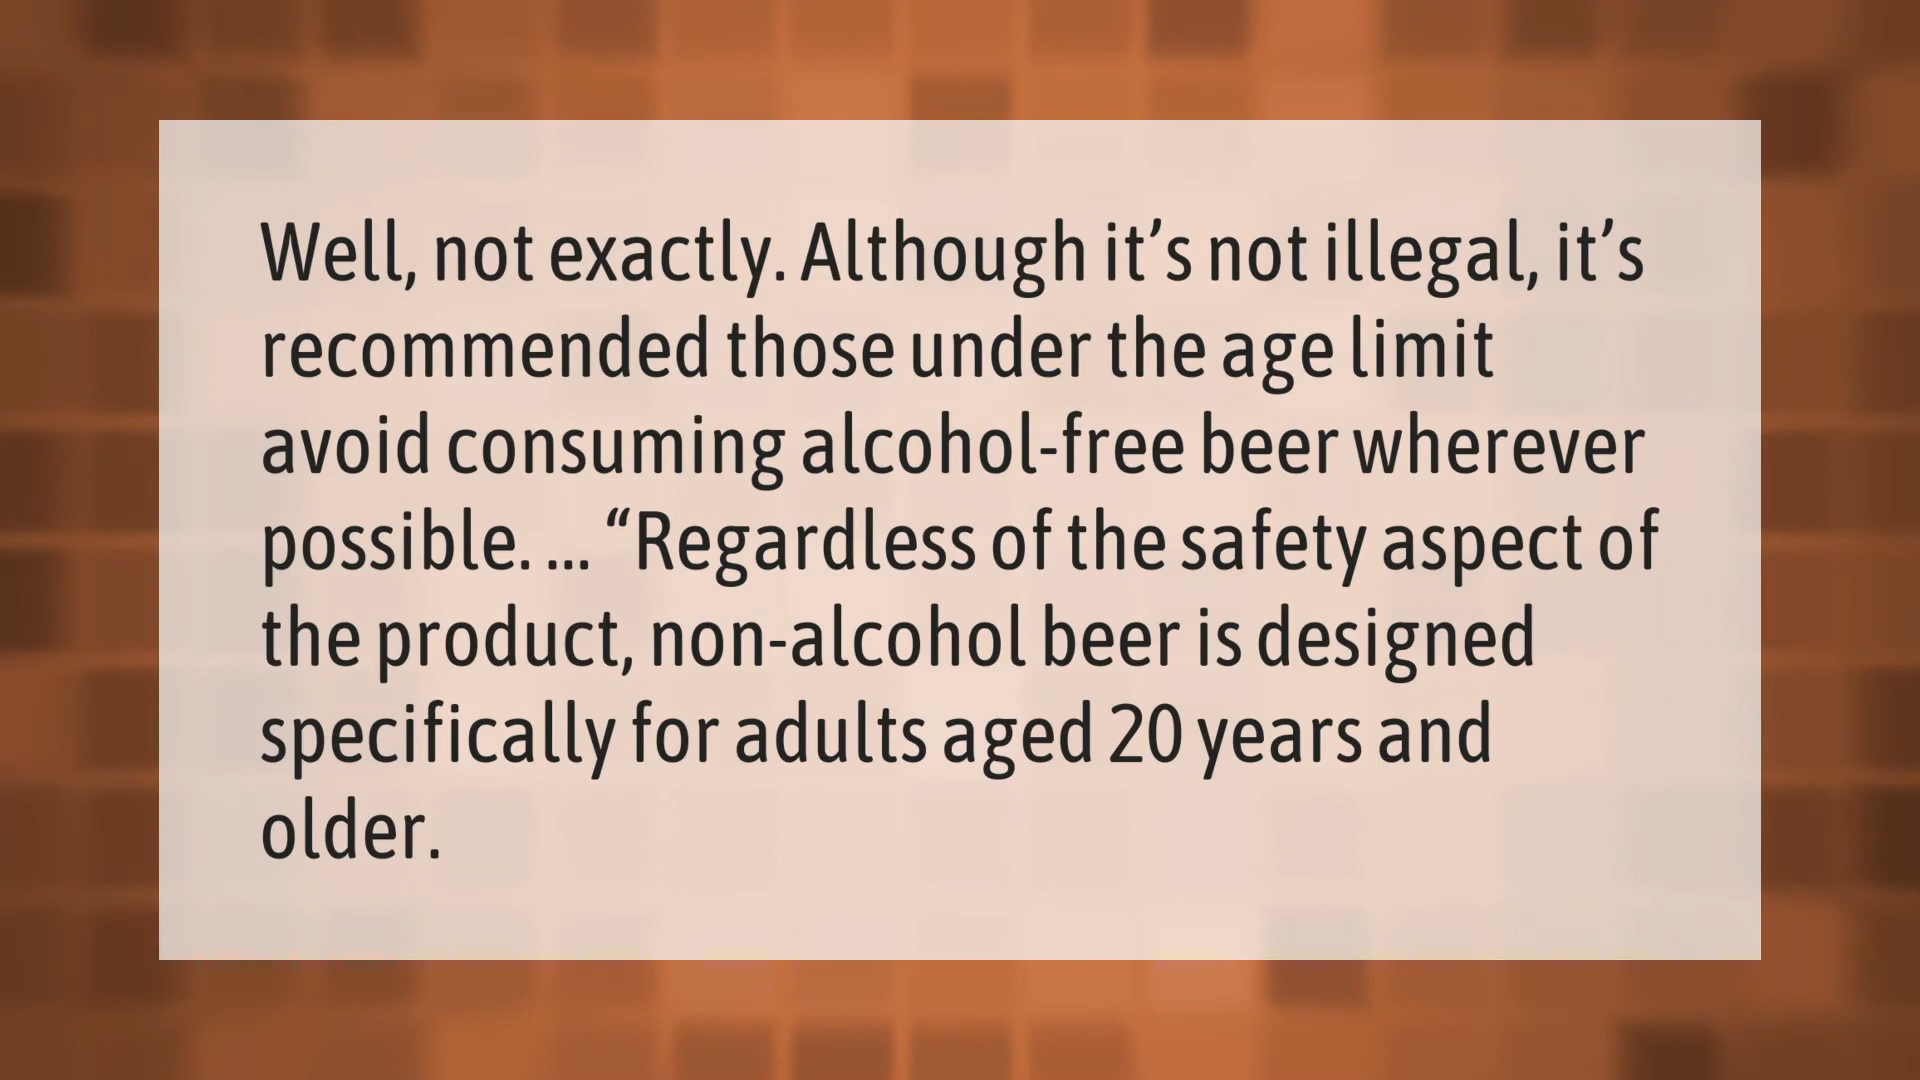 Well, not exactly. Although it’s not illegal, it’s
recommended those under the age limit
avoid consuming alcohol-free beer wherever
possible. ... “Regardless of the safety aspect of
the product, non-alcohol beer is designed
specifically for adults aged 20 years and
older.